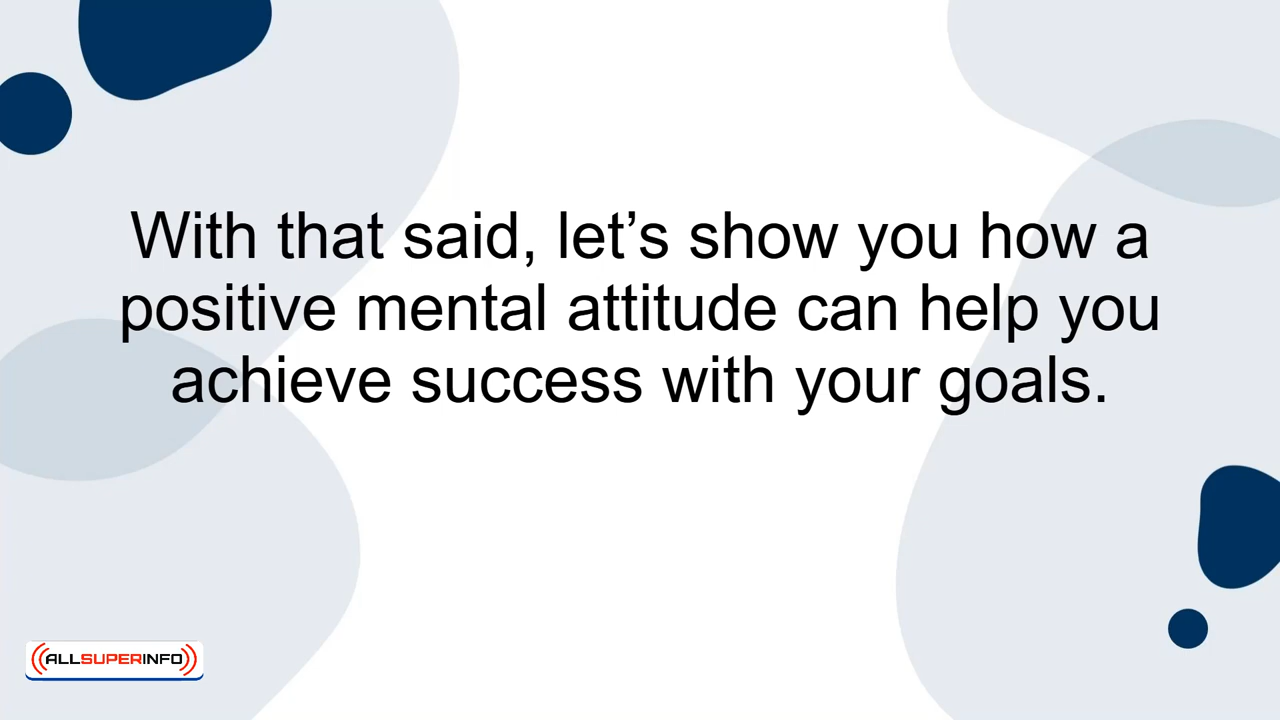 With that said, let’s show you how a
positive mental attitude can help you
achieve success with your goals.
ALLSUPERINFO